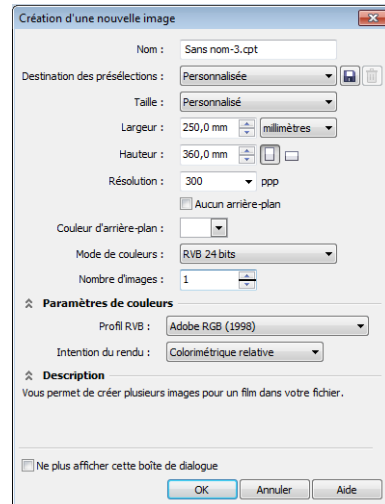 Création d'une nouvelle image
Nom : Sans nom-3.cpt
Destination des présélections : Personnalisée
Taille : Personnalisé
Largeur : 250,0 mm millimètres
Hauteur : 360,0 mm
Résolution : 300 ppp
Aucun arrière-plan
Couleur d'arrière-plan :
Mode de couleurs : RVB 24 bits
Nombre d'images : 1
Paramètres de couleurs
Profil RVB : Adobe RGB (1998)
Intention du rendu : Colorimétrique relative
Description
Vous permet de créer plusieurs images pour un film dans votre fichier.
Ne plus afficher cette boîte de dialogue
OK Annuler Aide